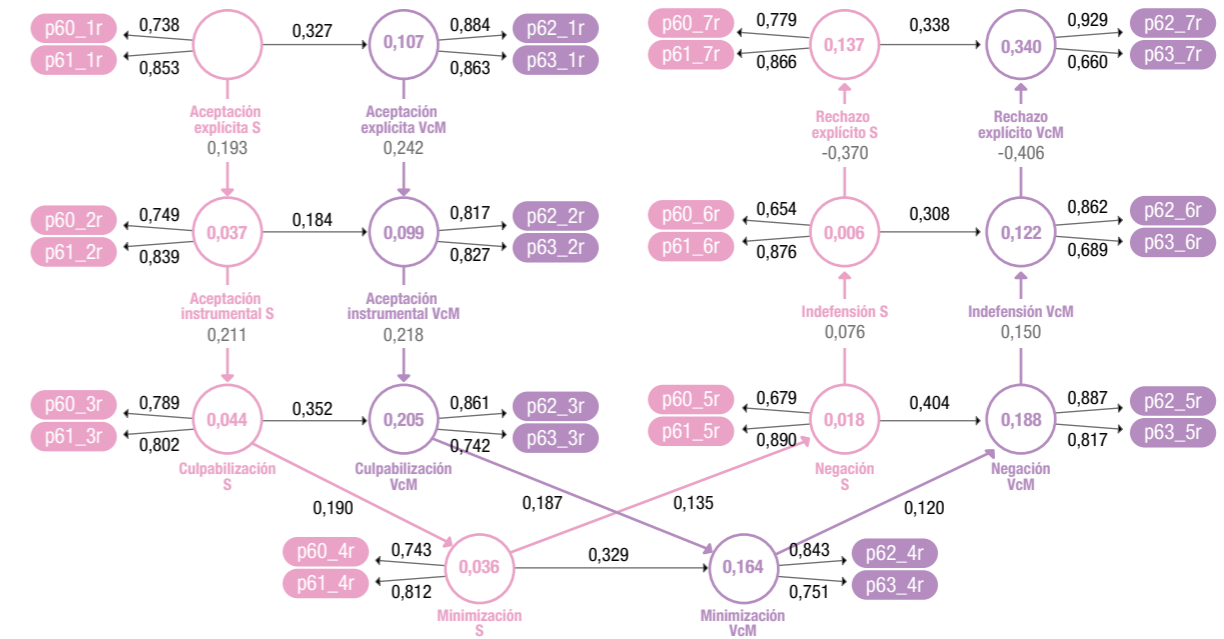 p60_1r 0,738 0,327 0,107 0,884 p62_1r
p61_1r 0,853 0,863 p63_1r
Aceptación
explícita S
0,193
Aceptación
explícita VcM
0,242
p60_2r 0,749 0,037 0,184 0,099 0,817 p62_2r
p61_2r 0,839 0,827 p63_2r
Aceptación
instrumental S
0,211
Aceptación
instrumental VcM
0,218
p60_3r 0,789 0,044 0,352 0,205 0,861 p62_3r
p61_3r 0,802 0,742 p63_3r
Culpabilización
S
Culpabilización
VcM
0,190
0,187
p60_7r 0,779 0,137 0,338 0,340 0,929 p62_7r
p61_7r 0,866 0,660 p63_7r
Rechazo
explícito S
-0,370
Rechazo
explícito VcM
-0,406
p60_6r 0,654 0,006 0,308 0,122 0,862 p62_6r
p61_6r 0,876 0,689 p63_6r
Indefensión S
0,076
Indefensión VcM
0,150
p60_5r 0,679 0,018 0,404 0,188 0,887 p62_5r
p61_5r 0,890 0,817 p63_5r
Negación
S
Negación
VcM
0,135
0,120
p60_4r 0,743 0,036 0,329 0,164 0,843 p62_4r
p61_4r 0,812 0,751 p63_4r
Minimización
S
Minimización
VcM